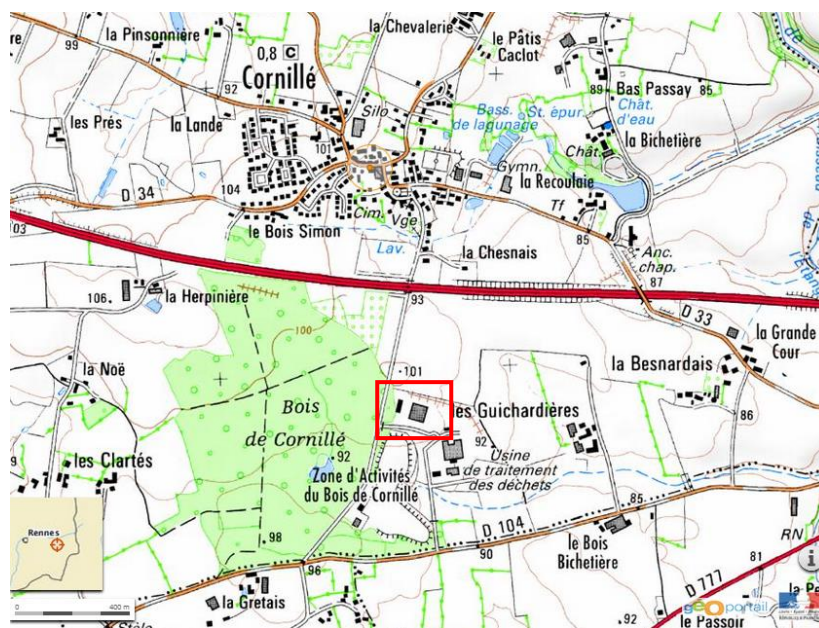 la Pinsonnière
99
92
0,8 C
Cornillé
la Chevalerie
le Pâtis
Caclot
les Prés
la Lande
101
Silo
Bass.
de lagunage
St. épur.
89
Bas Passay
85
Chât.
d'eau
la Bichetière
Chât.
Gymn.
la Recoulaie
Tf
D 34
104
le Bois Simon
Cim.
Vge
Lav.
la Chesnais
85
Anc.
chap.
87
103
106
la Herpinière
93
100
101
D 33
la Grande
Cour
la Besnardais
86
la Noë
Bois
de Cornillé
les Guichardières
92
92
Usine
de traitement
des déchets
les Clartés
Zone d'Activités
du Bois de Cornillé
85
D 104
90
le Bois
Bichetière
RN
Rennes
98
96
81
D 777
la Gretais
92
le Passoir
0
400 m
géoportail